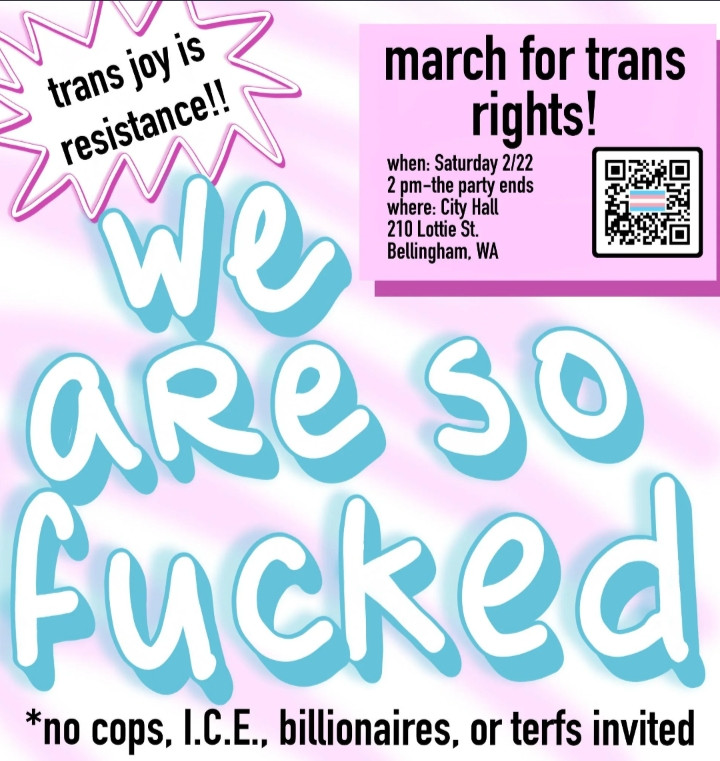 trans joy is
resistance!!
march for trans
rights!
when: Saturday 2/22
2 pm-the party ends
where: City Hall
210 Lottie St.
Bellingham, WA
we
are so
fucked
*no cops, I.C.E., billionaires, or terfs invited